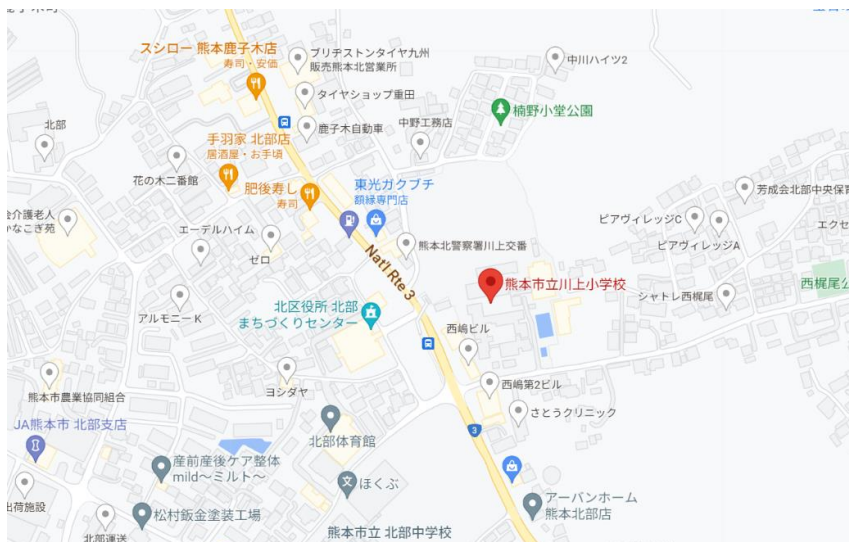 スシロー 熊本鹿子木店
寿司・安価
ブリヂストンタイヤ九州
販売熊本北営業所
中川ハイツ2
タイヤショップ重田
楠野小堂公園
北部
鹿子木自動車
中野工務店
手羽家 北部店
居酒屋・お手頃
花の木二番館
肥後寿し
寿司
東光ガクブチ
額縁専門店
芳成会北部中央保育
ピアヴィレッジC
エクセ
介護老人
かなこぎ苑
エーデルハイム
ゼロ
熊本北警察署川上交番
ピアヴィレッジA
Nat'l Rte 3
熊本市立川上小学校
シャトレ西梶尾
西梶尾公
アルモニーK
北区役所 北部
まちづくりセンター
西嶋ビル
ヨシダヤ
西嶋第2ビル
熊本市農業協同組合
さとうクリニック
JA熊本市 北部支店
北部体育館
3
産前産後ケア整体
mild〜ミルト〜
ほくぶ
文
アーバンホーム
熊本北部店
出荷施設
松村鈑金塗装工場
熊本市立 北部中学校
北部運送